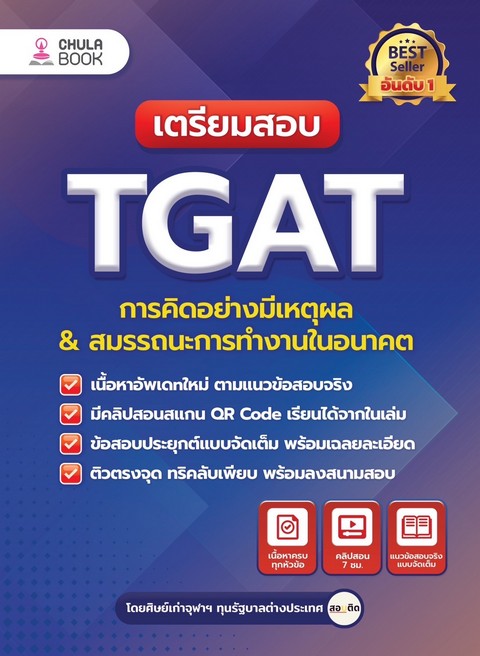 CHULA
BOOK
BEST
Seller
อันดับ 1
เตรียมสอบ
TGAT
การคิดอย่างมีเหตุผล
& สมรรถนะการทำงานในอนาคต
เนื้อหาอัพเดทใหม่ ตามแนวข้อสอบจริง
มีคลิปสอนสแกน QR Code เรียนได้จากในเล่ม
ข้อสอบประยุกต์แบบจัดเต็ม พร้อมเฉลยละเอียด
ติวตรงจุด ทริคลับเพียบ พร้อมลงสนามสอบ
เนื้อหาครบ
ทุกหัวข้อ
คลิปสอน
7 ชม.
แนวข้อสอบจริง
แบบจัดเต็ม
โดยศิษย์เก่าจุฬาฯ ทุนรัฐบาลต่างประเทศ สอบติด